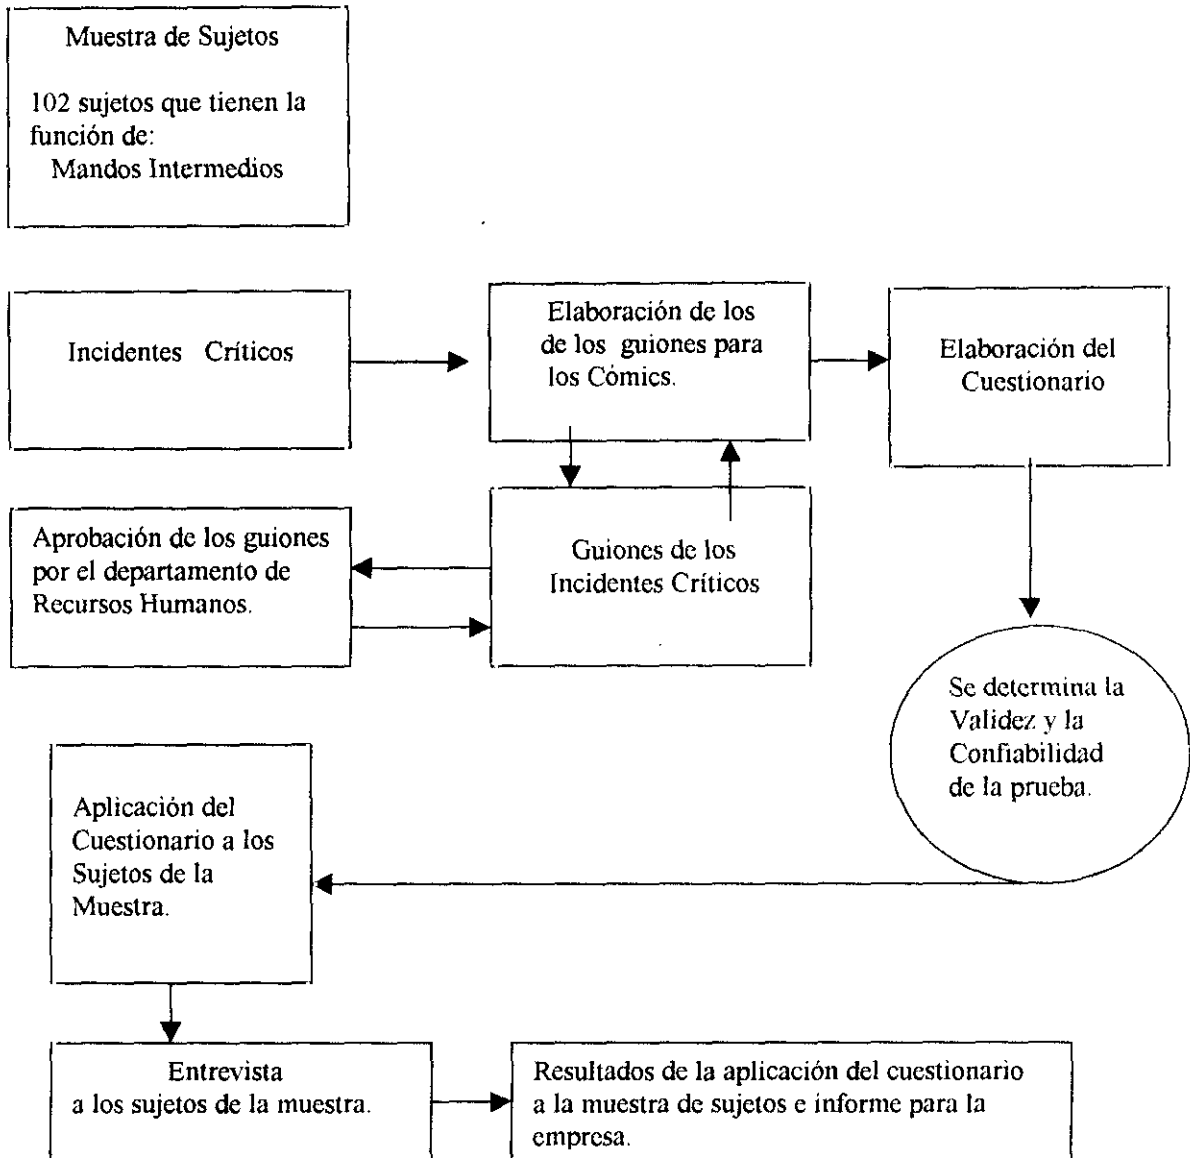 Muestra de Sujetos
102 sujetos que tienen la
función de:
Mandos Intermedios
Incidentes Críticos
Elaboración de los
de los guiones para
los Cómics.
Elaboración del
Cuestionario
Aprobación de los guiones
por el departamento de
Recursos Humanos.
Guiones de los
Incidentes Críticos
Se determina la
Validez y la
Confiabilidad
de la prueba.
Aplicación del
Cuestionario a los
Sujetos de la
Muestra.
Entrevista
a los sujetos de la muestra.
Resultados de la aplicación del cuestionario
a la muestra de sujetos e informe para la
empresa.